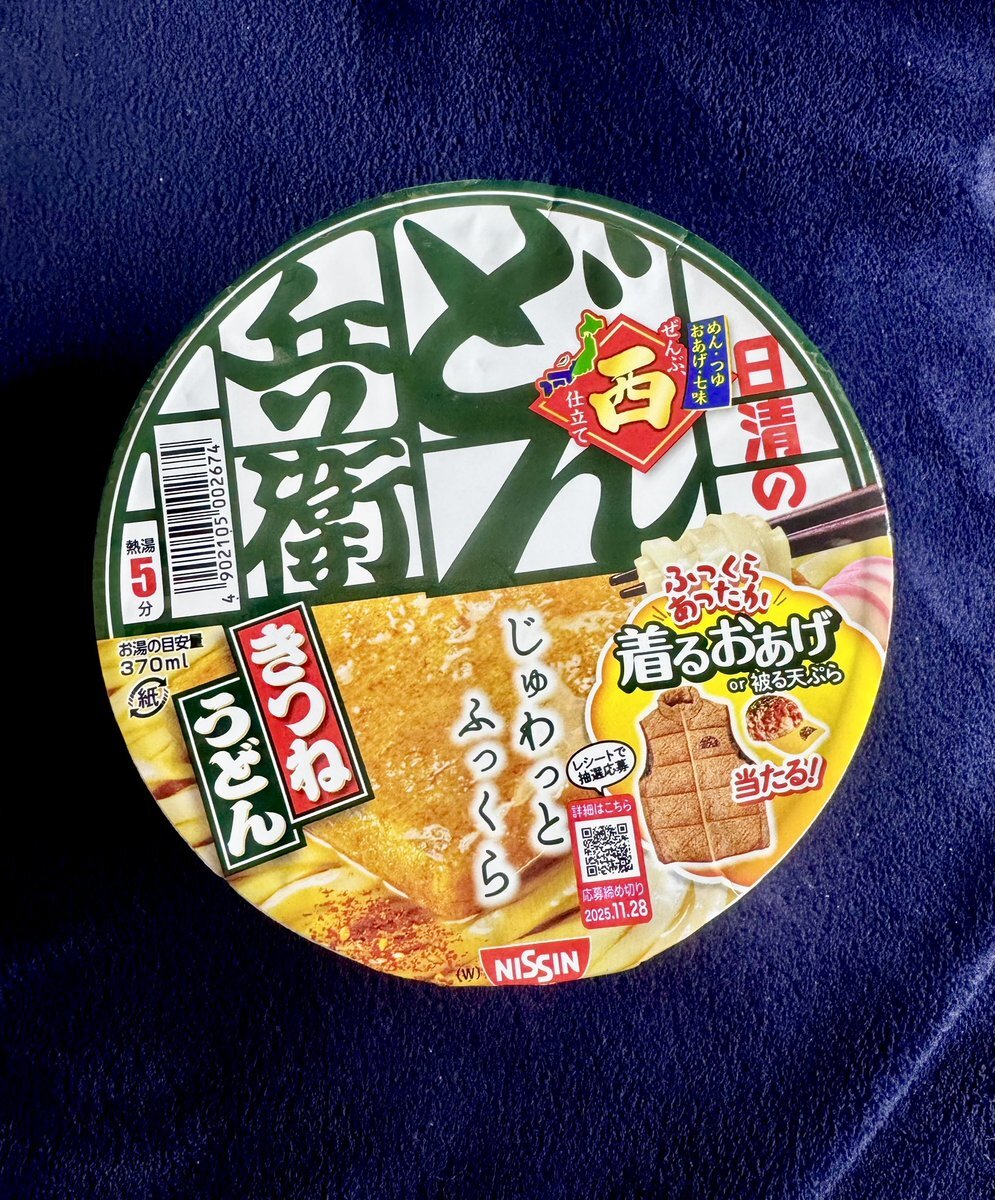 日清の
どん
兵衛
めん・つゆ
おあげ・七味
ぜんぶ
西
仕立て
4 902105 002674
熱湯
5
分
お湯の目安量
370ml
紙
きつね
うどん
じゅわっと
ふっくら
ふっくら
あったか
着るおあげ
or 被る天ぷら
当たる!
レシートで
抽選応募
詳細はこちら
応募締め切り
2025.11.28
(W)
NISSIN